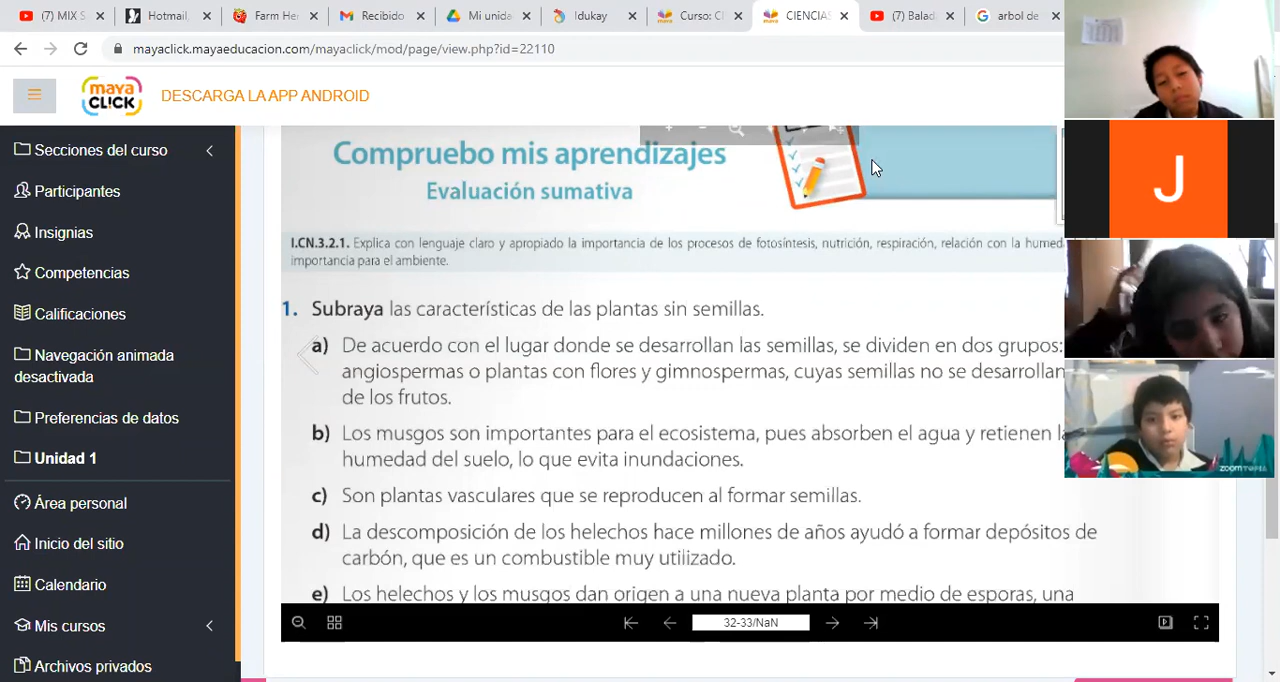 (7) MIX S
Hotmail,
Farm Her
Recibido
Mi unida
Idukay
Curso: C
CIENCIAS
(7) Balad
arbol de
mayaclick.mayaeducacion.com/mayaclick/mod/page/view.php?id=22110
maya CL!CK
DESCARGA LA APP ANDROID
Secciones del curso
Participantes
Insignias
Competencias
Calificaciones
Navegación animada
desactivada
Preferencias de datos
Unidad 1
Área personal
Inicio del sitio
Calendario
Mis cursos
Archivos privados
Compruebo mis aprendizajes
Evaluación sumativa
I.CN.3.2.1. Explica con lenguaje claro y apropiado la importancia de los procesos de fotosíntesis, nutrición, respiración, relación con la humed
importancia para el ambiente.
1. Subraya las características de las plantas sin semillas.
a) De acuerdo con el lugar donde se desarrollan las semillas, se dividen en dos grupos:
angiospermas o plantas con flores y gimnospermas, cuyas semillas no se desarrollan
de los frutos.
b) Los musgos son importantes para el ecosistema, pues absorben el agua y retienen la
humedad del suelo, lo que evita inundaciones.
c) Son plantas vasculares que se reproducen al formar semillas.
d) La descomposición de los helechos hace millones de años ayudó a formar depósitos de
carbón, que es un combustible muy utilizado.
e) Los helechos y los musgos dan origen a una nueva planta por medio de esporas, una
32-33/NaN
J
zoomtopia